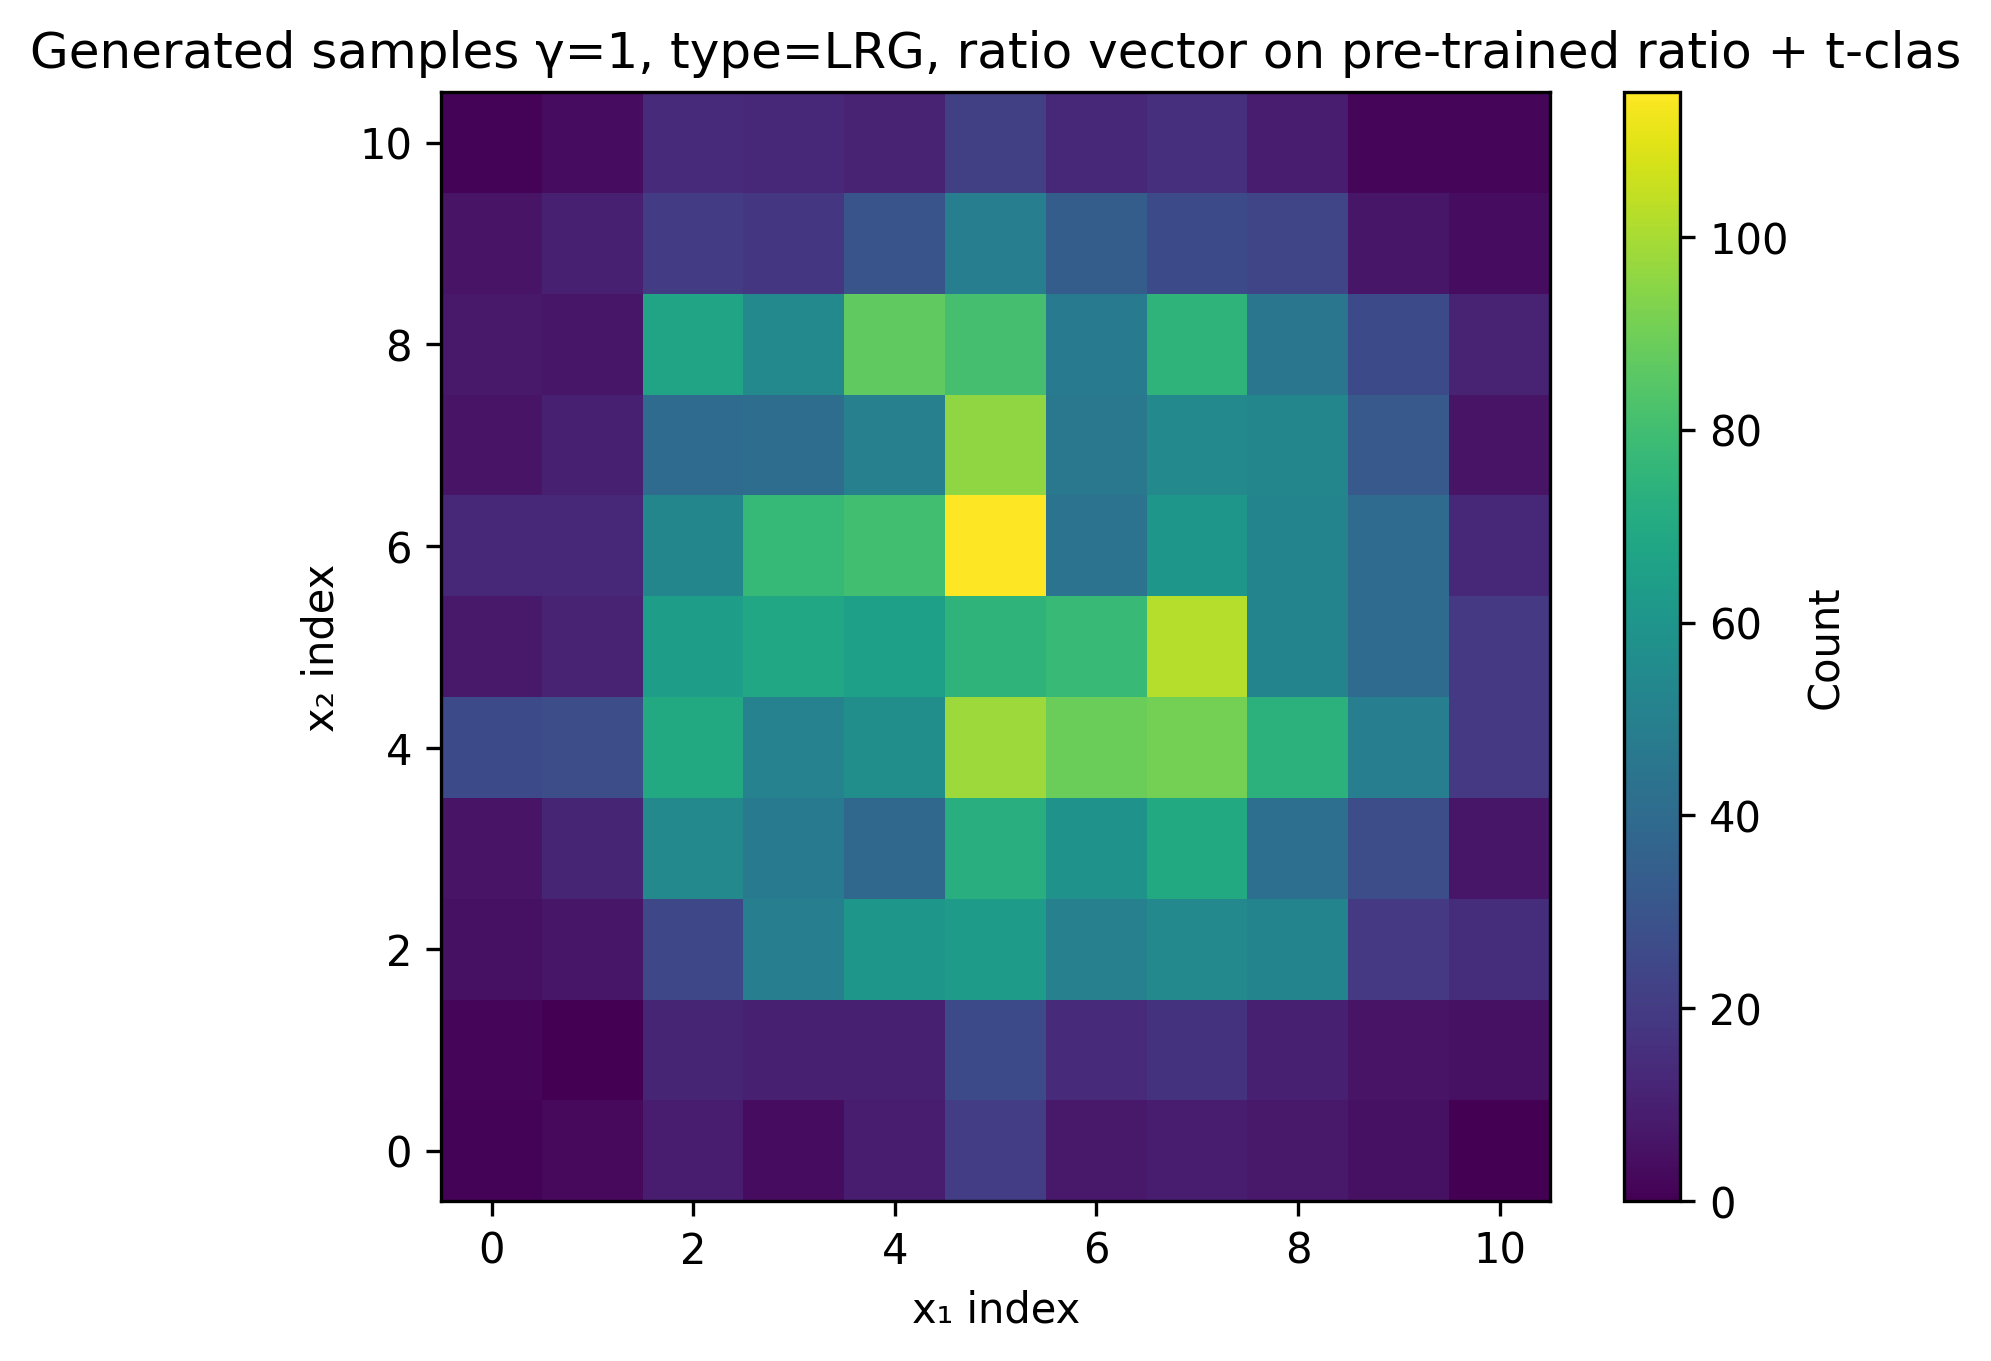 Generated samples γ=1, type=LRG, ratio vector on pre-trained ratio + t-clas
10
8
6
4
2
0
x₂ index
0 2 4 6 8 10
x₁ index
100
80
60
40
20
0
Count